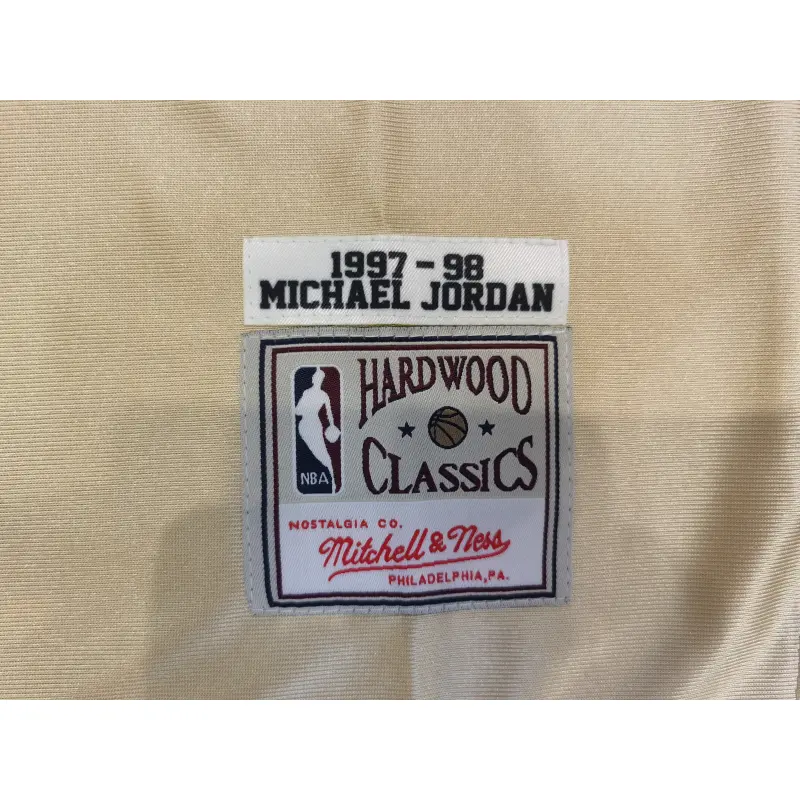 1997 - 98
MICHAEL JORDAN
HARDWOOD
CLASSICS
NBA
NOSTALGIA CO.
Mitchell & Ness
PHILADELPHIA, PA.